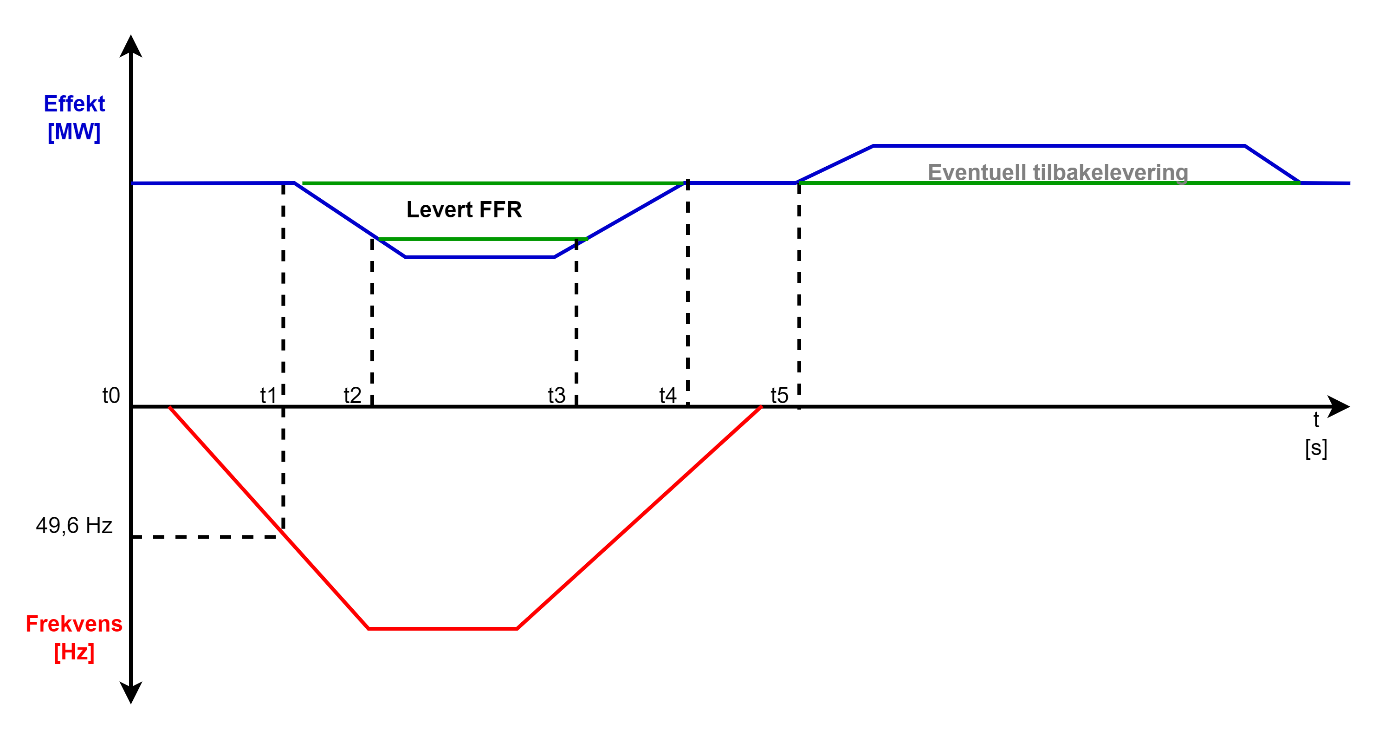 Effekt
[MW]
Eventuell tilbakelevering
Levert FFR
t0
t1
t2
t3
t4
t5
t
[s]
49,6 Hz
Frekvens
[Hz]